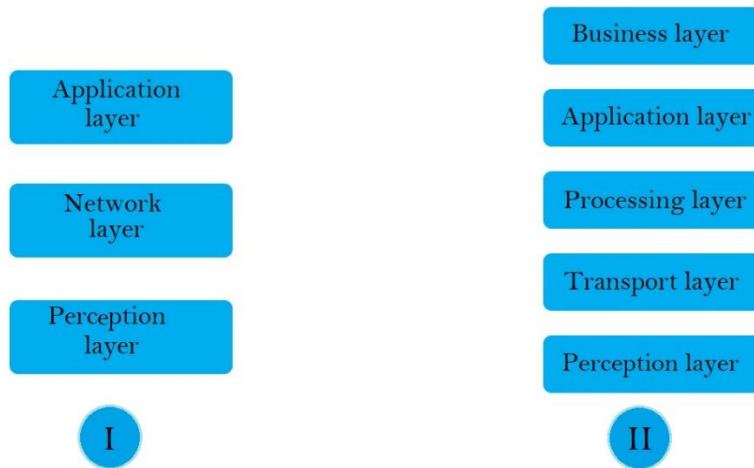 Application
layer
Network
layer
Perception
layer
I
Business layer
Application layer
Processing layer
Transport layer
Perception layer
II